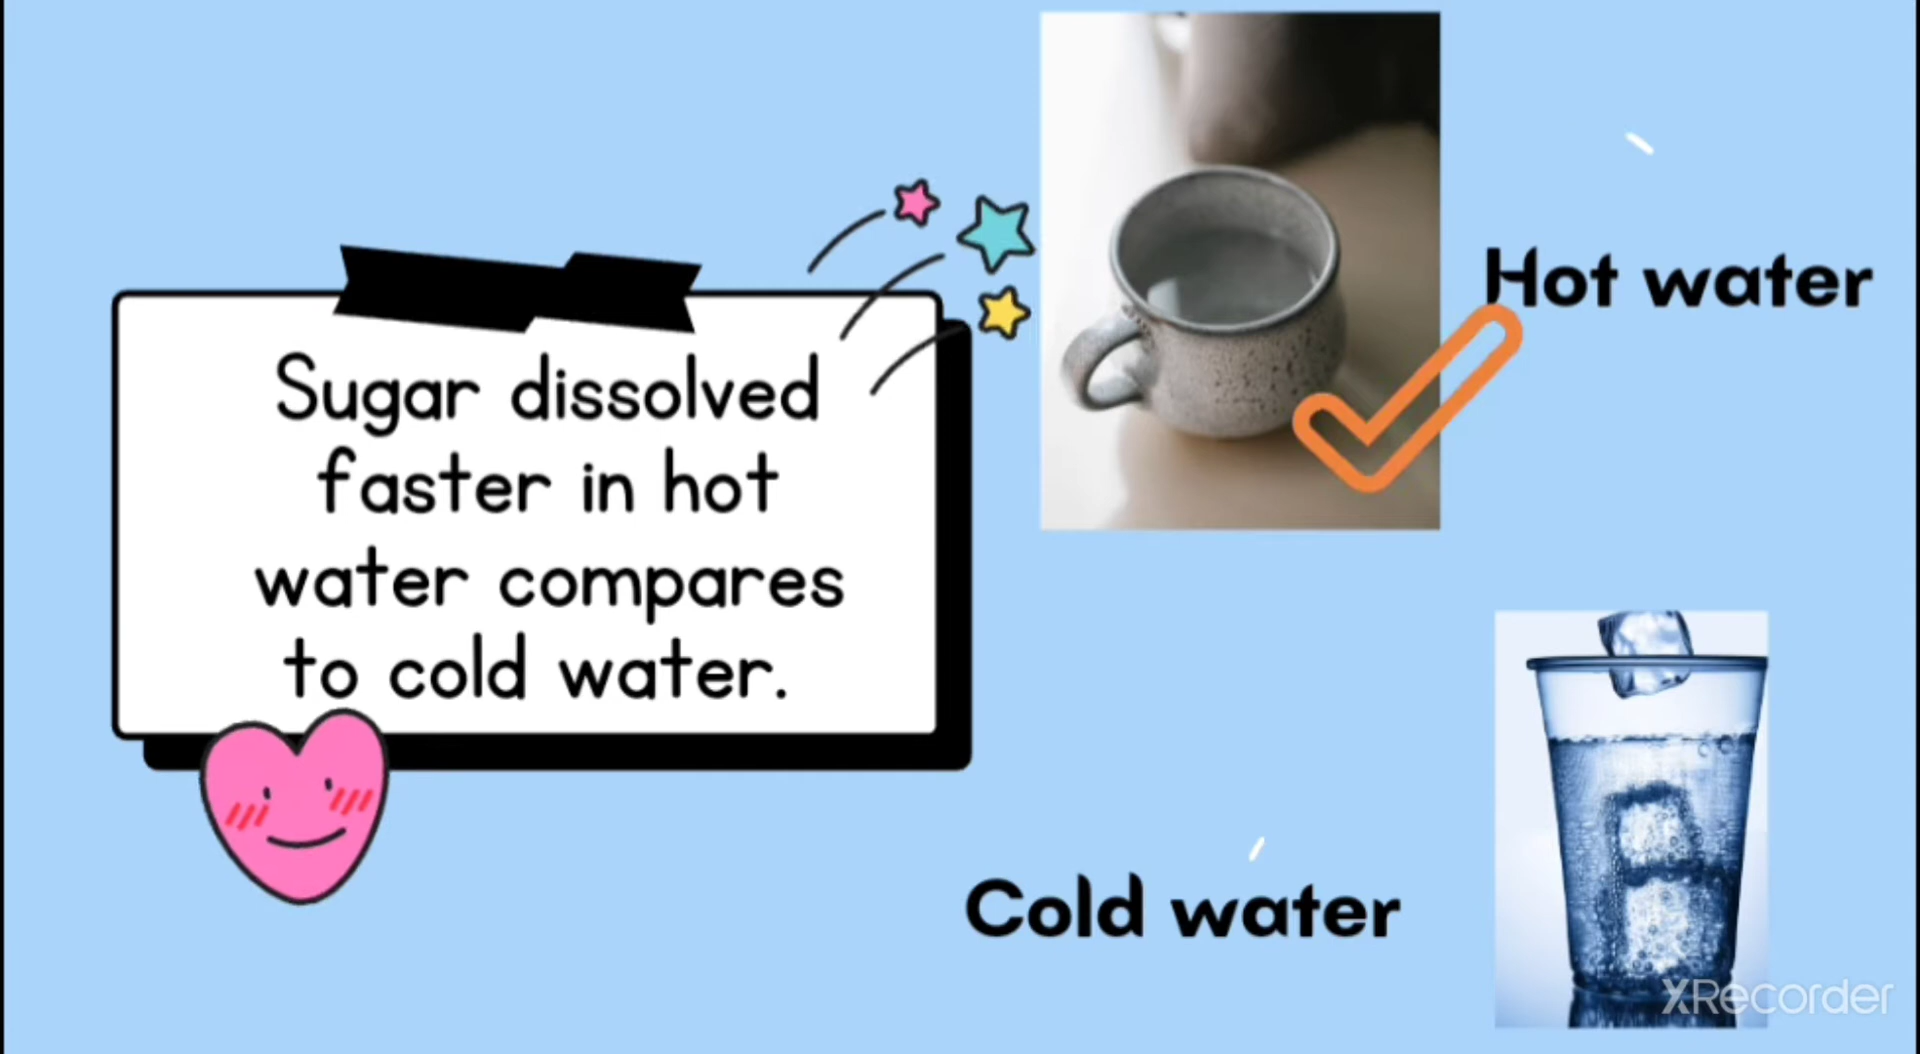 Sugar dissolved
faster in hot
water compares
to cold water.
Hot water
Cold water
XRecorder